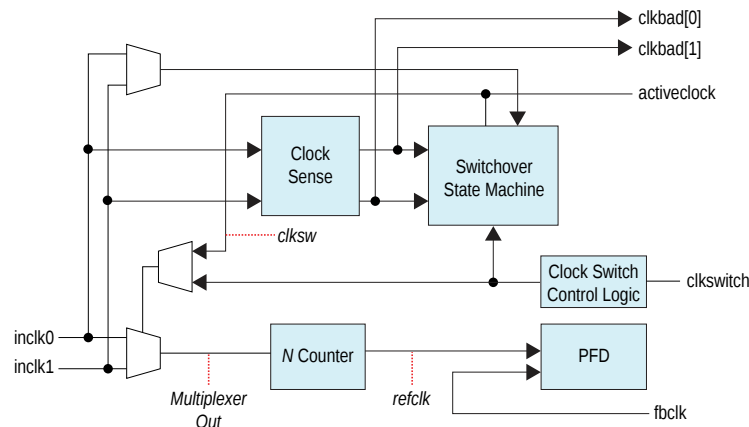 clkbad[0]
clkbad[1]
activeclock
Clock
Sense
Switchover
State Machine
clksw
Clock Switch
Control Logic
clkswitch
inclk0
inclk1
N Counter
PFD
Multiplexer
Out
refclk
fbclk